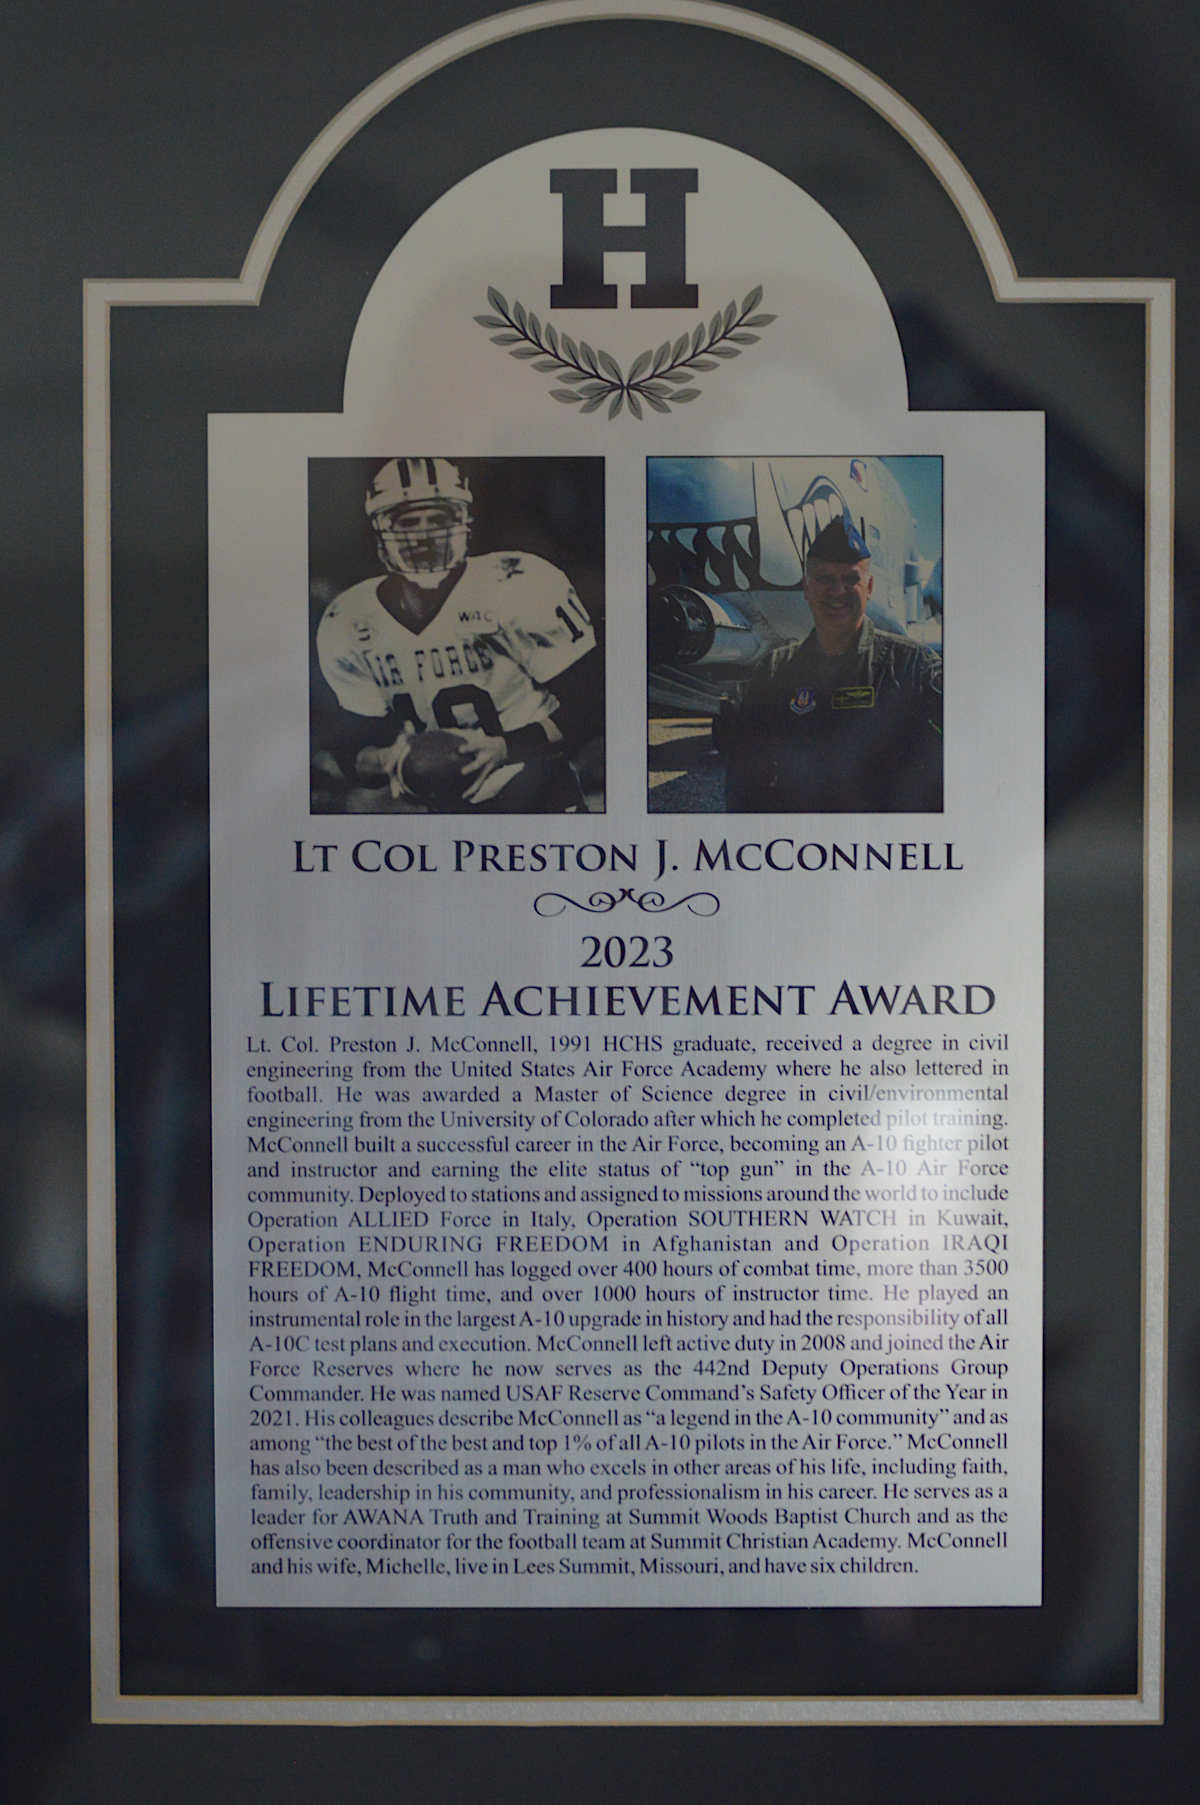 H
WAC
AIR FORCE
10
LT COL PRESTON J. MCCONNELL
2023
LIFETIME ACHIEVEMENT AWARD
Lt. Col. Preston J. McConnell, 1991 HCHS graduate, received a degree in civil
engineering from the United States Air Force Academy where he also lettered in
football. He was awarded a Master of Science degree in civil/environmental
engineering from the University of Colorado after which he completed pilot training.
McConnell built a successful career in the Air Force, becoming an A-10 fighter pilot
and instructor and earning the elite status of “top gun” in the A-10 Air Force
community. Deployed to stations and assigned to missions around the world to include
Operation ALLIED Force in Italy, Operation SOUTHERN WATCH in Kuwait,
Operation ENDURING FREEDOM in Afghanistan and Operation IRAQI
FREEDOM, McConnell has logged over 400 hours of combat time, more than 3500
hours of A-10 flight time, and over 1000 hours of instructor time. He played an
instrumental role in the largest A-10 upgrade in history and had the responsibility of all
A-10C test plans and execution. McConnell left active duty in 2008 and joined the Air
Force Reserves where he now serves as the 442nd Deputy Operations Group
Commander. He was named USAF Reserve Command’s Safety Officer of the Year in
2021. His colleagues describe McConnell as “a legend in the A-10 community” and as
among “the best of the best and top 1% of all A-10 pilots in the Air Force.” McConnell
has also been described as a man who excels in other areas of his life, including faith,
family, leadership in his community, and professionalism in his career. He serves as a
leader for AWANA Truth and Training at Summit Woods Baptist Church and as the
offensive coordinator for the football team at Summit Christian Academy. McConnell
and his wife, Michelle, live in Lees Summit, Missouri, and have six children.